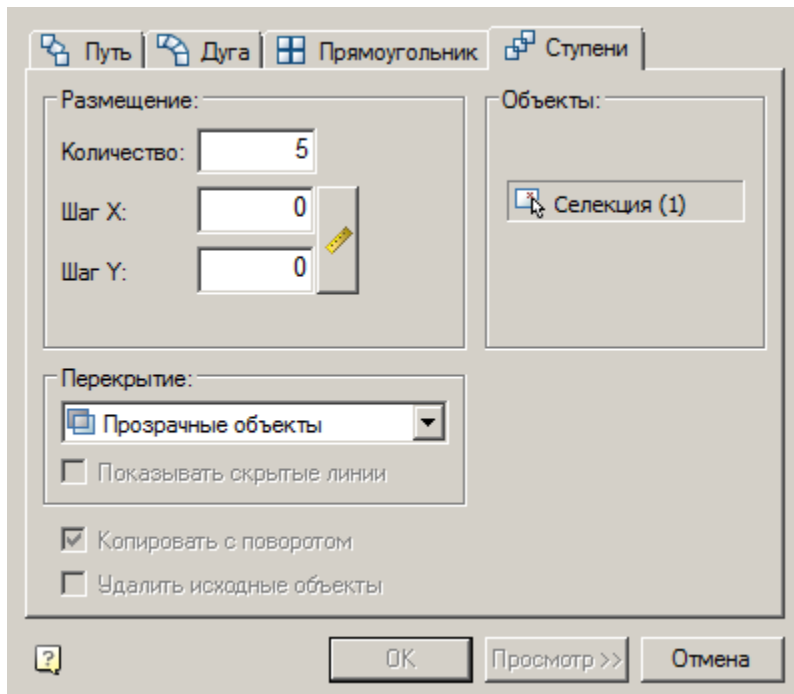 Путь Дуга Прямоугольник Ступени
Размещение: Объекты:
Количество: 5
Шаг X: 0 Селекция (1)
Шаг Y: 0
Перекрытие:
Прозрачные объекты
Показывать скрытые линии
Копировать с поворотом
Удалить исходные объекты
? OK Просмотр >> Отмена